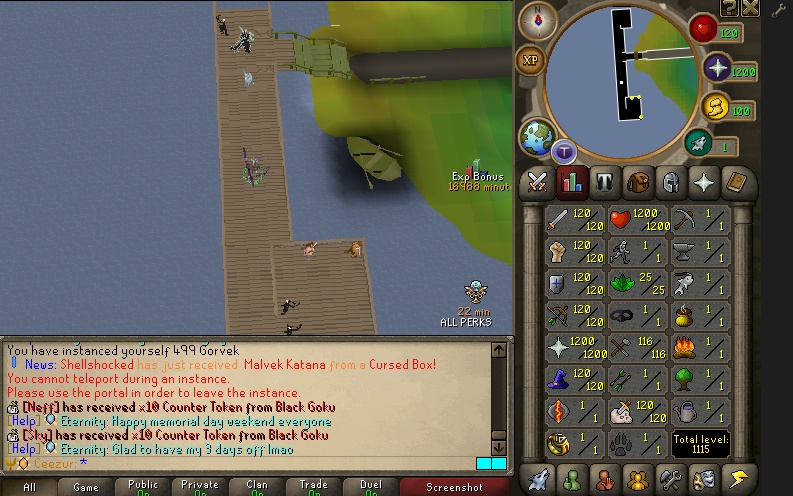 N
?
120
XP
1200
100
1
T
Exp Bonus
16988 minut
22 min
ALL PERKS
120/120 1200/1200 1/1
120/120 1/1 1/1
120/120 25/25 1/1
120/120 1/1 1/1
1200/1200 116/116 1/1
120/120 1/1 1/1
1/1 120/120 1/1
1/1 1/1 Total level:
1115
You have instanced yourself 499 Gorvek
News: Shellshocked has just received Malvek Katana from a Cursed Box!
You cannot teleport during an instance.
Please use the portal in order to leave the instance.
[Neff] has received x10 Counter Token from Black Goku
[Help] Eternity: Happy memorial day weekend everyone
[Sky] has received x10 Counter Token from Black Goku
[Help] Eternity: Glad to have my 3 days off lmao
Ceezur: *
All Game Public Private Clan Trade Duel Screenshot
On On On On On